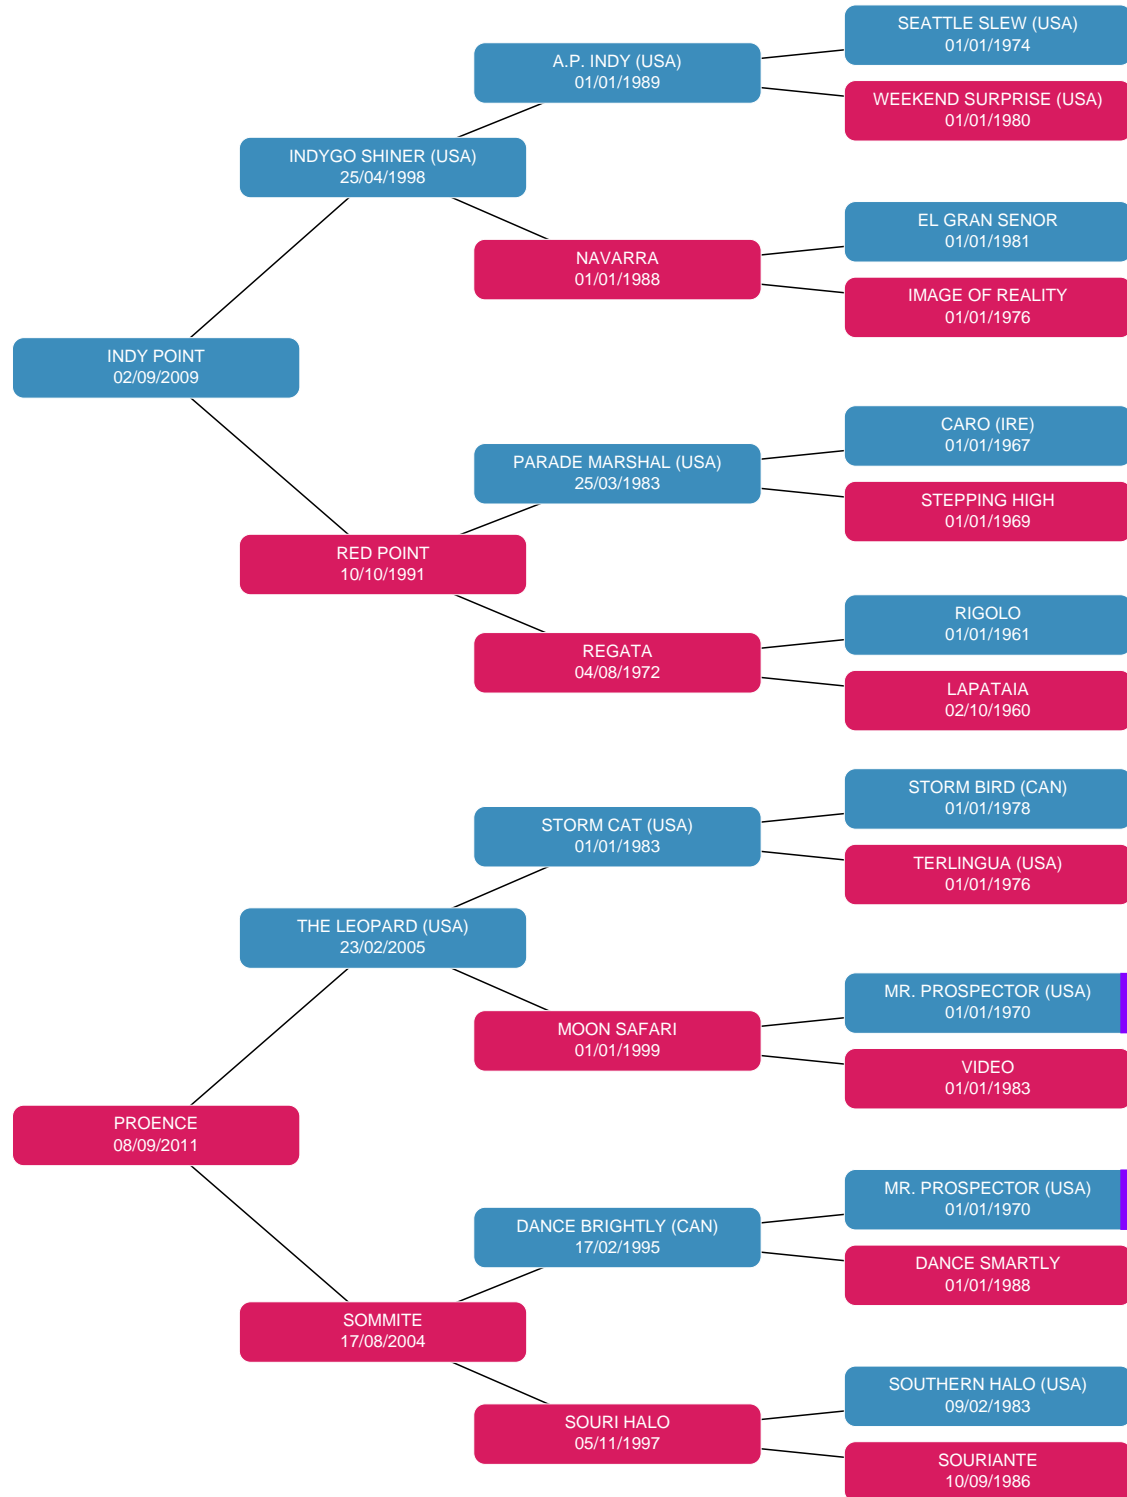 SEATTLE SLEW (USA)
01/01/1974
A.P. INDY (USA)
01/01/1989
WEEKEND SURPRISE (USA)
01/01/1980
INDYGO SHINER (USA)
25/04/1998
EL GRAN SENOR
01/01/1981
NAVARRA
01/01/1988
IMAGE OF REALITY
01/01/1976
INDY POINT
02/09/2009
CARO (IRE)
01/01/1967
PARADE MARSHAL (USA)
25/03/1983
STEPPING HIGH
01/01/1969
RED POINT
10/10/1991
RIGOLO
01/01/1961
REGATA
04/08/1972
LAPATAIA
02/10/1960
STORM BIRD (CAN)
01/01/1978
STORM CAT (USA)
01/01/1983
TERLINGUA (USA)
01/01/1976
THE LEOPARD (USA)
23/02/2005
MR. PROSPECTOR (USA)
01/01/1970
MOON SAFARI
01/01/1999
VIDEO
01/01/1983
PROENCE
08/09/2011
MR. PROSPECTOR (USA)
01/01/1970
DANCE BRIGHTLY (CAN)
17/02/1995
DANCE SMARTLY
01/01/1988
SOMMITE
17/08/2004
SOUTHERN HALO (USA)
09/02/1983
SOURI HALO
05/11/1997
SOURIANTE
10/09/1986